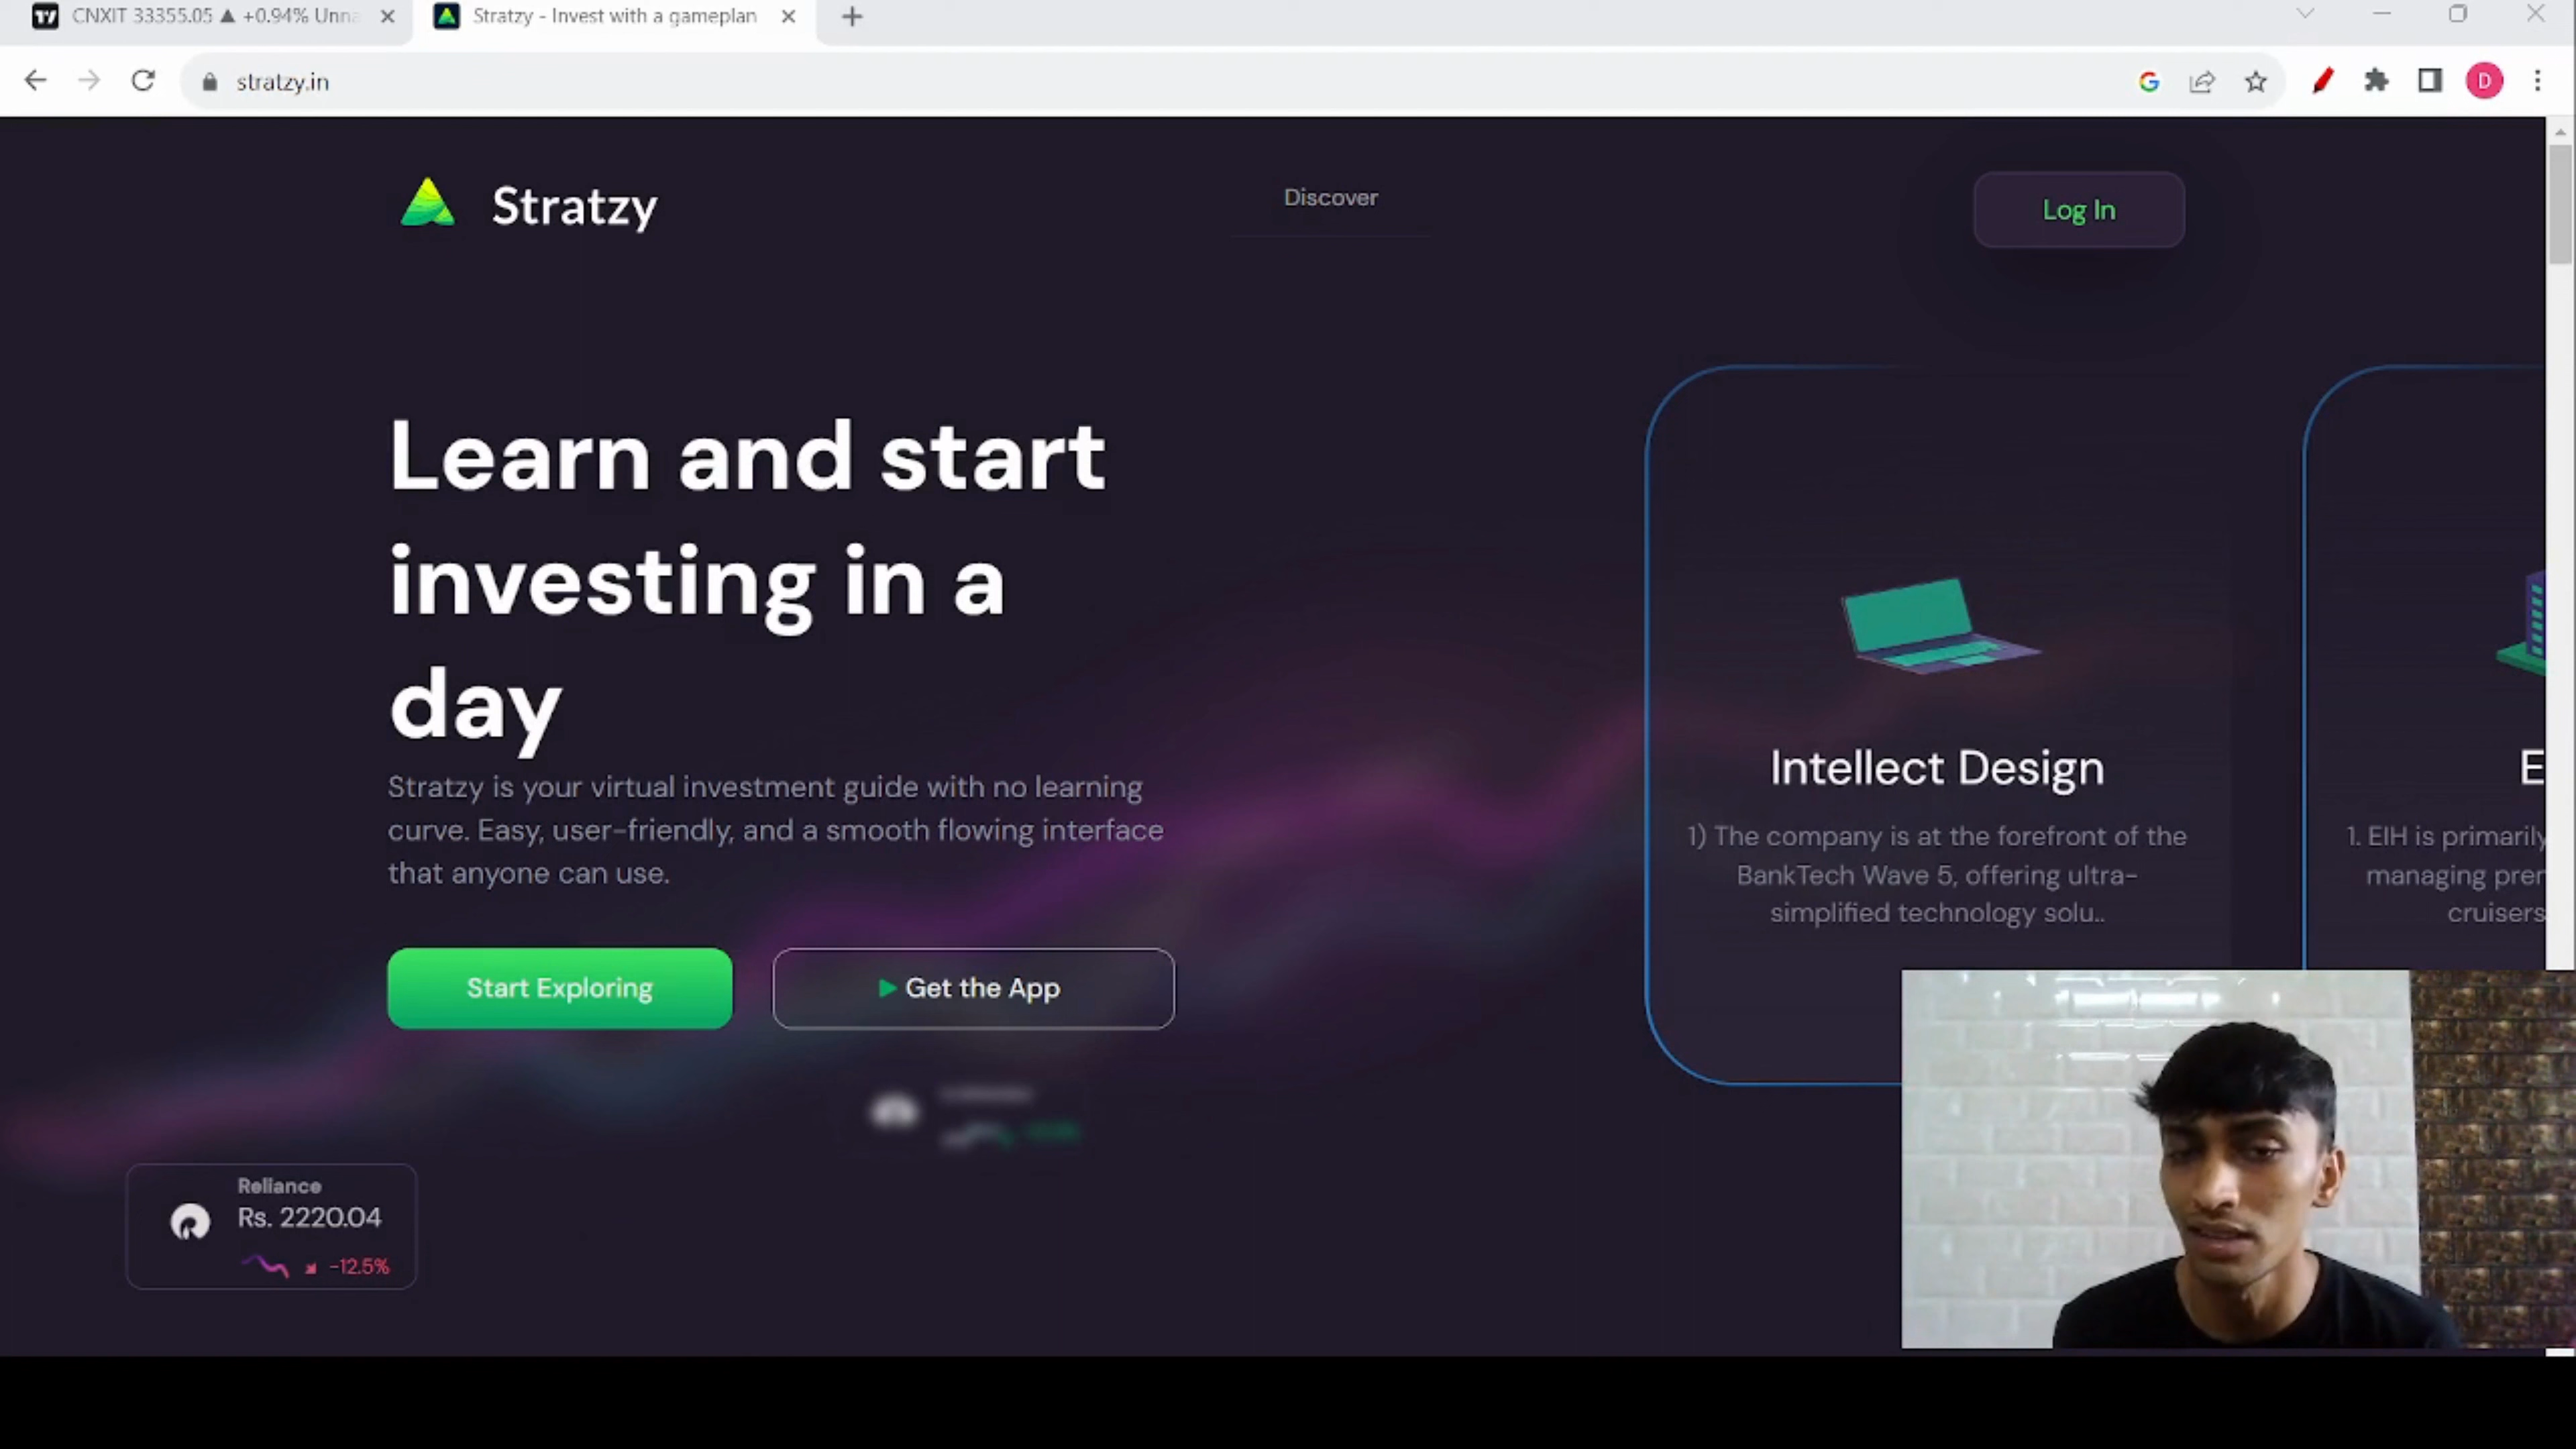 CNXIT 33355.05 ▲ +0.94% Unna
Stratzy - Invest with a gameplan
stratzy.in
D
Stratzy
Discover
Log In
Learn and start
investing in a
day
Stratzy is your virtual investment guide with no learning
curve. Easy, user-friendly, and a smooth flowing interface
that anyone can use.
Start Exploring
Get the App
Intellect Design
1) The company is at the forefront of the
BankTech Wave 5, offering ultra-
simplified technology solu..
E
1. EIH is primarily
managing prer
cruisers
Reliance
Rs. 2220.04
-12.5%